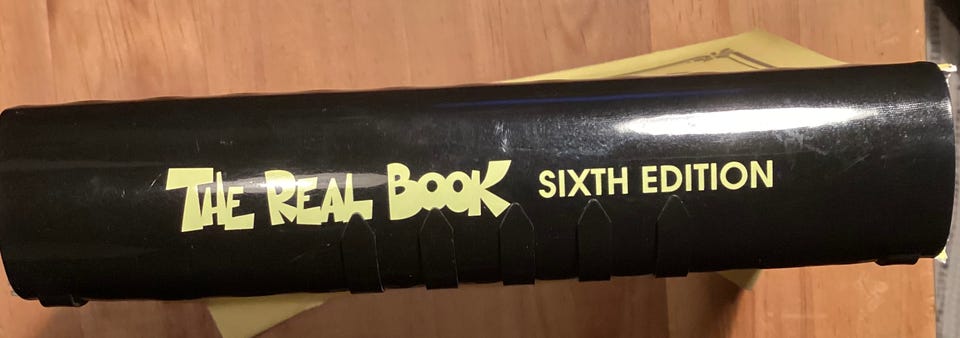 THE REAL BOOK SIXTH EDITION